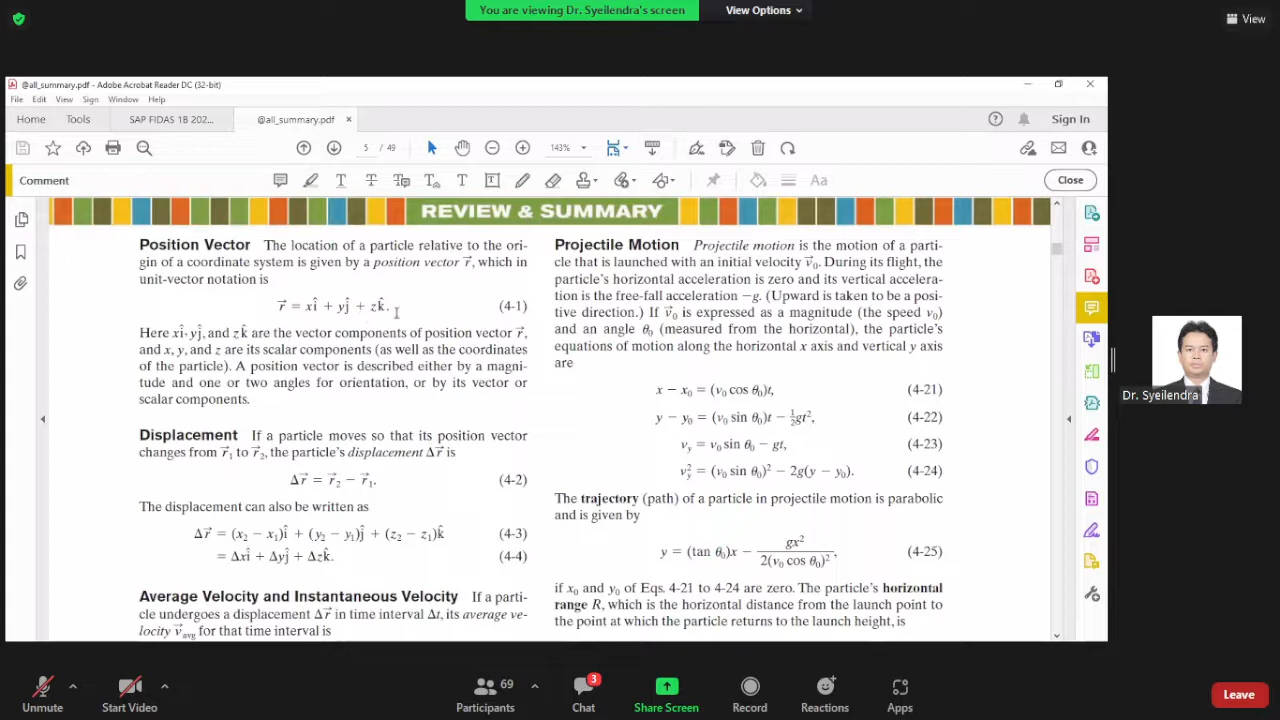 You are viewing Dr. Syeilendra's screen
View Options
View
@all_summary.pdf - Adobe Acrobat Reader DC (32-bit)
File Edit View Sign Window Help
Home Tools SAP FIDAS 1B 202... @all_summary.pdf × Sign In
5 / 49 143%
Comment Close
REVIEW & SUMMARY
Position Vector The location of a particle relative to the ori-
gin of a coordinate system is given by a position vector r⃗, which in
unit-vector notation is
r⃗ = xî + yĵ + zk̂. (4-1)
Here xî, yĵ, and zk̂ are the vector components of position vector r⃗,
and x, y, and z are its scalar components (as well as the coordinates
of the particle). A position vector is described either by a magni-
tude and one or two angles for orientation, or by its vector or
scalar components.
Displacement If a particle moves so that its position vector
changes from r⃗₁ to r⃗₂, the particle's displacement Δr⃗ is
Δr⃗ = r⃗₂ − r⃗₁. (4-2)
The displacement can also be written as
Δr⃗ = (x₂ − x₁)î + (y₂ − y₁)ĵ + (z₂ − z₁)k̂ (4-3)
= Δxî + Δyĵ + Δzk̂. (4-4)
Average Velocity and Instantaneous Velocity If a parti-
cle undergoes a displacement Δr⃗ in time interval Δt, its average ve-
locity v⃗avg for that time interval is
Projectile Motion Projectile motion is the motion of a parti-
cle that is launched with an initial velocity v⃗₀. During its flight, the
particle's horizontal acceleration is zero and its vertical accelera-
tion is the free-fall acceleration −g. (Upward is taken to be a posi-
tive direction.) If v⃗₀ is expressed as a magnitude (the speed v₀)
and an angle θ₀ (measured from the horizontal), the particle's
equations of motion along the horizontal x axis and vertical y axis
are
x − x₀ = (v₀ cos θ₀)t, (4-21)
y − y₀ = (v₀ sin θ₀)t − ½gt², (4-22)
v_y = v₀ sin θ₀ − gt, (4-23)
v_y² = (v₀ sin θ₀)² − 2g(y − y₀). (4-24)
The trajectory (path) of a particle in projectile motion is parabolic
and is given by
y = (tan θ₀)x − gx² / 2(v₀ cos θ₀)², (4-25)
if x₀ and y₀ of Eqs. 4-21 to 4-24 are zero. The particle's horizontal
range R, which is the horizontal distance from the launch point to
the point at which the particle returns to the launch height, is
Dr. Syeilendra
69 3
Unmute Start Video Participants Chat Share Screen Record Reactions Apps Leave